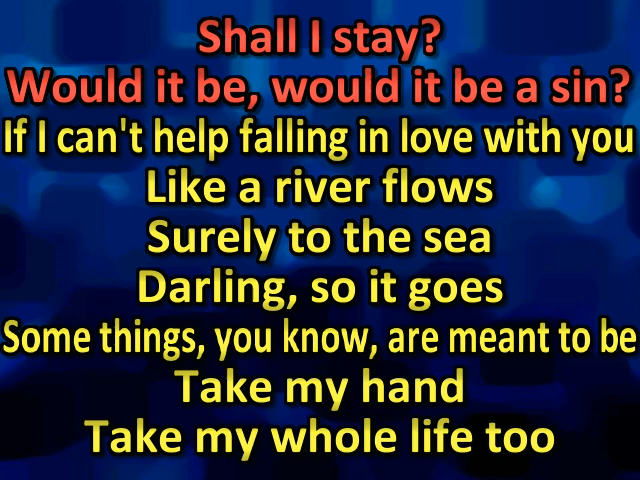 Shall I stay?
Would it be, would it be a sin?
If I can't help falling in love with you
Like a river flows
Surely to the sea
Darling, so it goes
Some things, you know, are meant to be
Take my hand
Take my whole life too